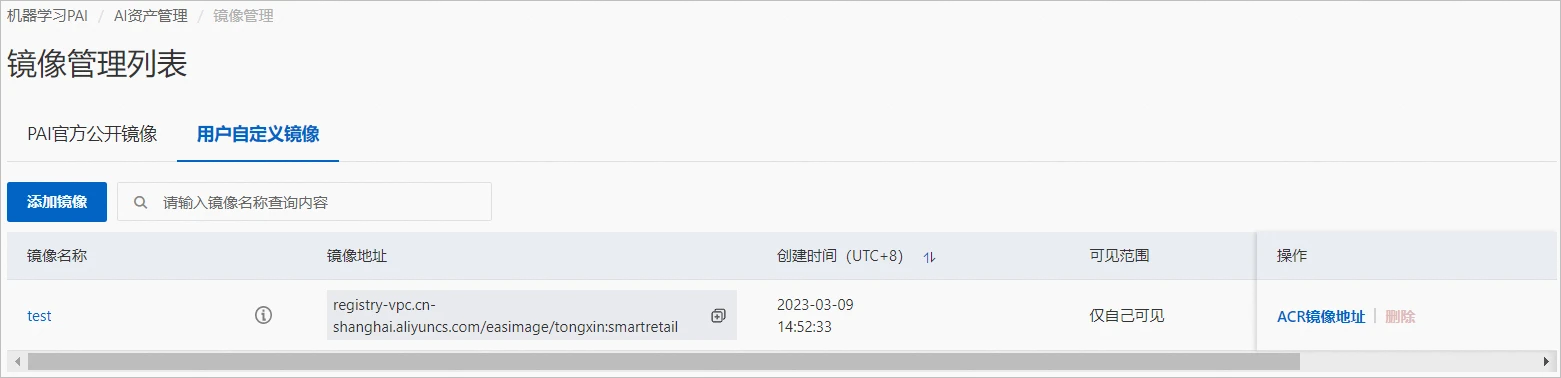 机器学习PAI / AI资产管理 / 镜像管理
镜像管理列表
PAI官方公开镜像 用户自定义镜像
添加镜像 请输入镜像名称查询内容
镜像名称 镜像地址 创建时间（UTC+8） 可见范围 操作
test registry-vpc.cn- 2023-03-09 仅自己可见 ACR镜像地址 | 删除
shanghai.aliyuncs.com/easimage/tongxin:smartretail 14:52:33